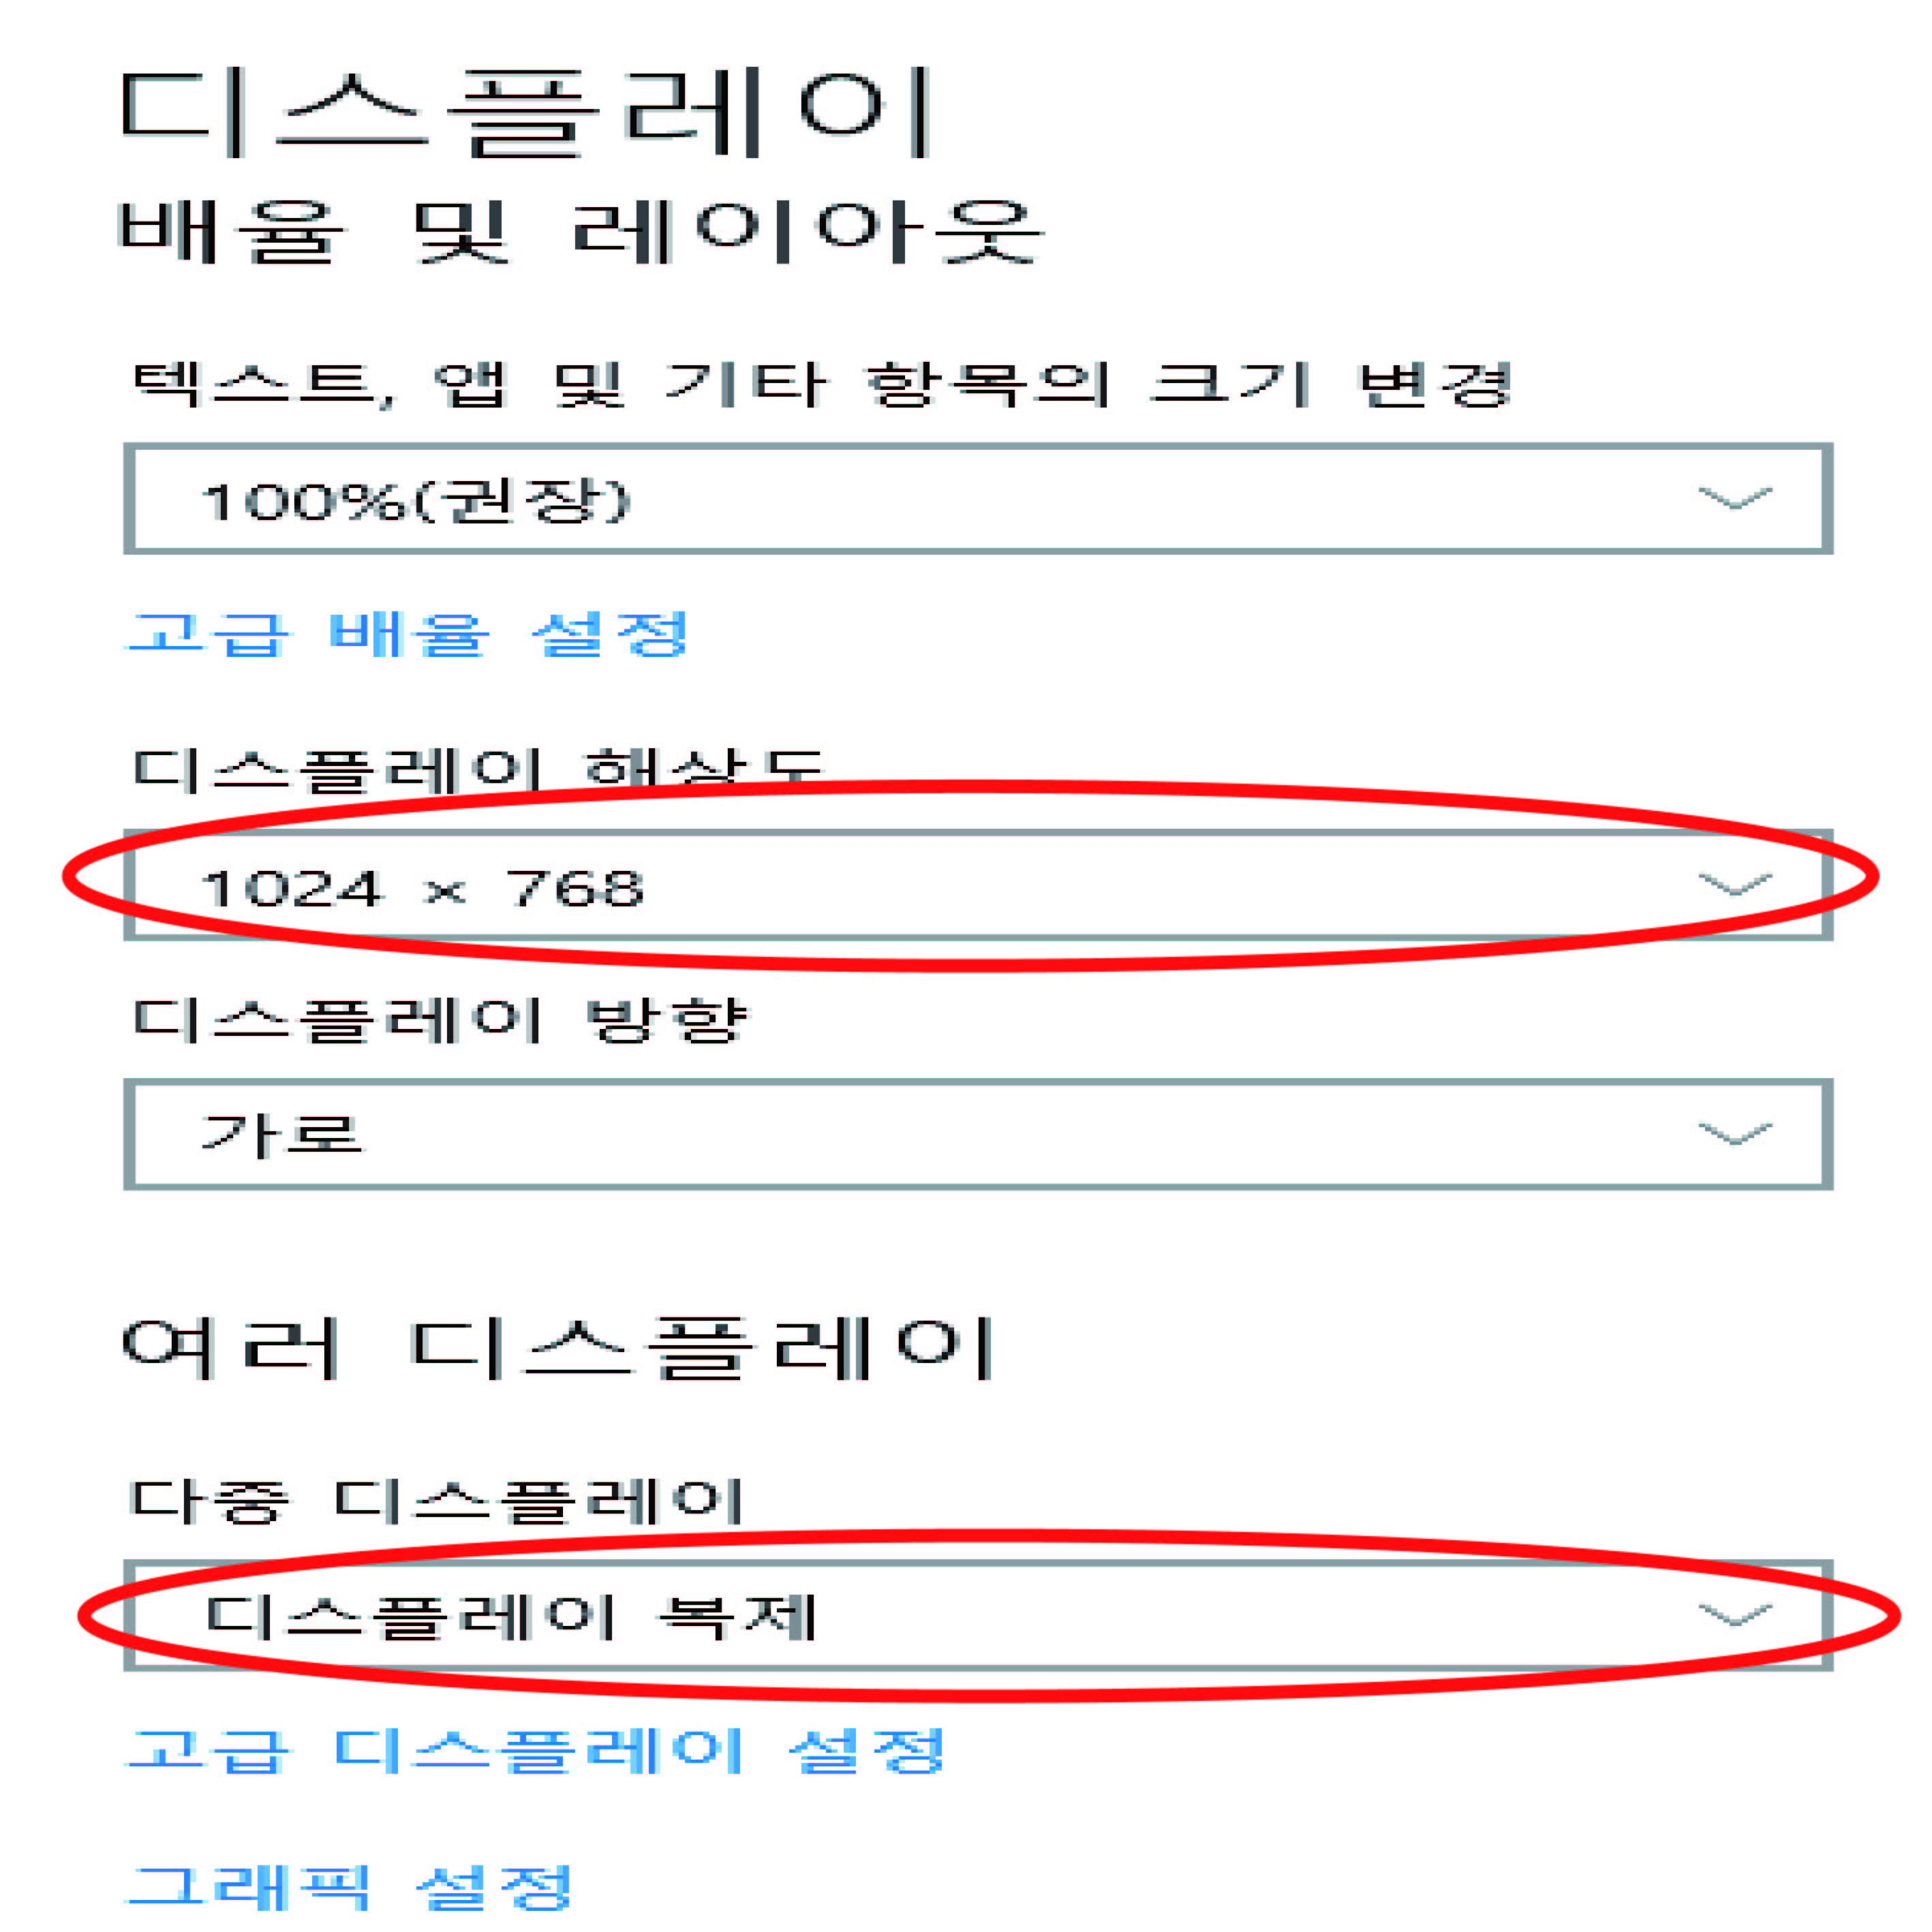 디스플레이
배율 및 레이아웃
텍스트, 앱 및 기타 항목의 크기 변경
100%(권장)
고급 배율 설정
디스플레이 해상도
1024 × 768
디스플레이 방향
가로
여러 디스플레이
다중 디스플레이
디스플레이 복제
고급 디스플레이 설정
그래픽 설정